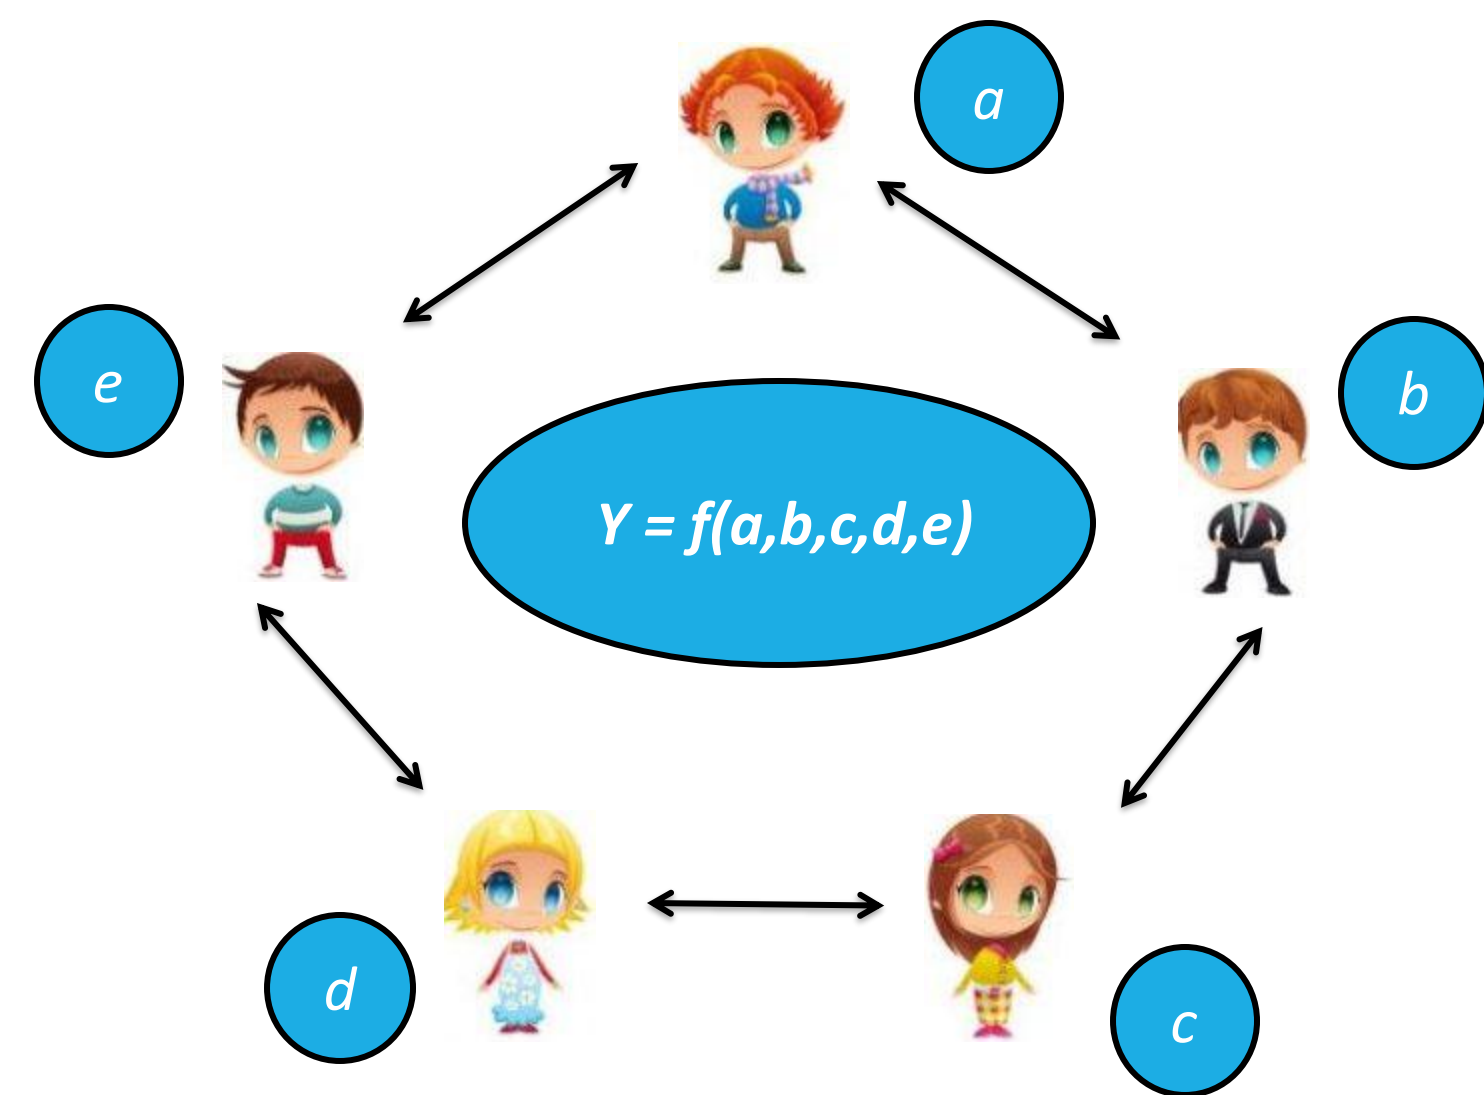 a
e
b
Y = f(a,b,c,d,e)
d
c